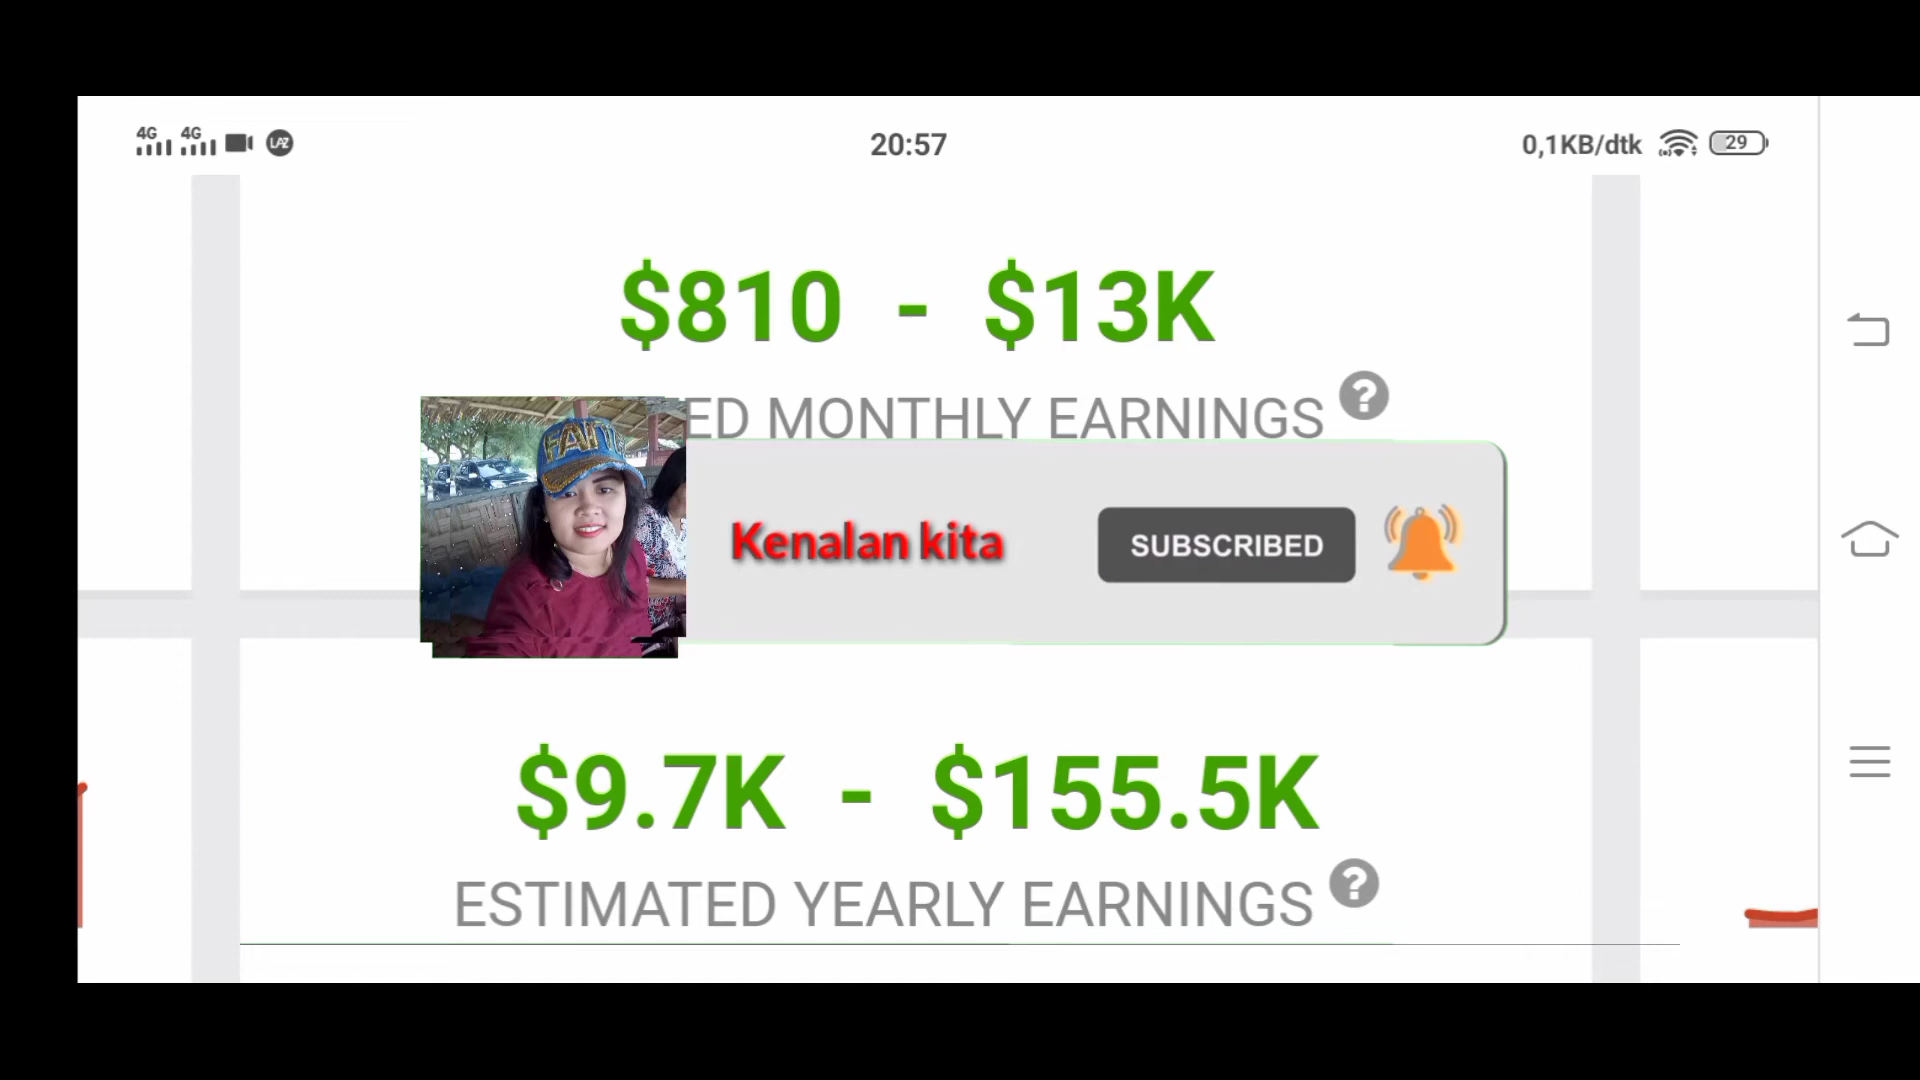 4G 4G LAZ 20:57 0,1KB/dtk 29
$810 - $13K
ED MONTHLY EARNINGS ?
Kenalan kita SUBSCRIBED
$9.7K - $155.5K
ESTIMATED YEARLY EARNINGS ?